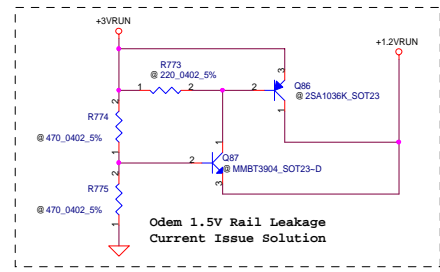 +3VRUN
+1.2VRUN
R773
@ 220_0402_5%
1
2
2
3
Q86
@ 2SA1036K_SOT23
1
2
R774
@ 470_0402_5%
1
1
2
Q87
@ MMBT3904_SOT23~D
3
2
R775
@ 470_0402_5%
1
Odem 1.5V Rail Leakage
Current Issue Solution